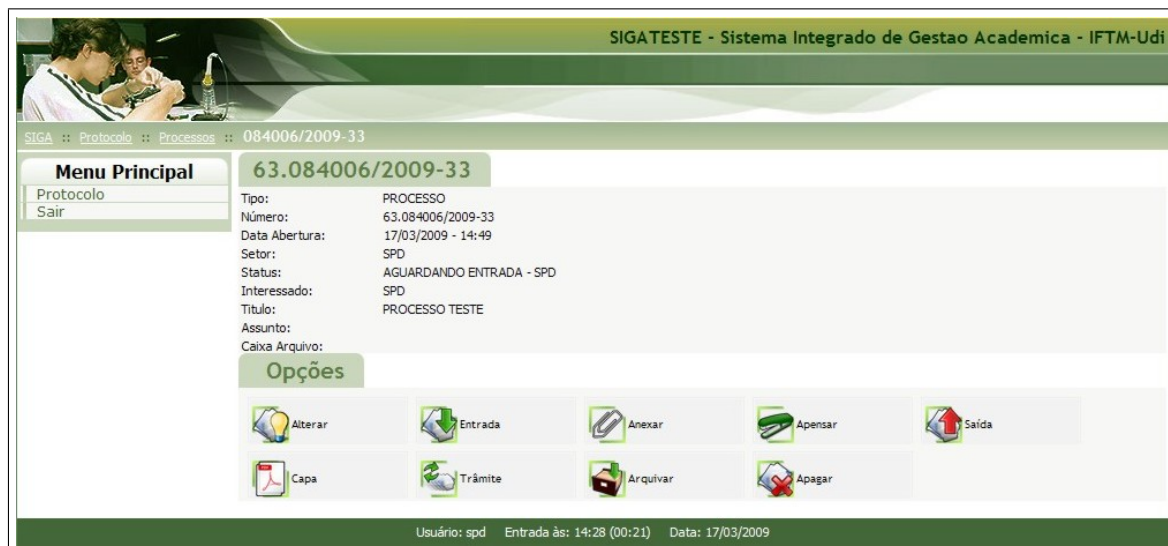 SIGATESTE - Sistema Integrado de Gestao Academica - IFTM-Udi
SIGA :: Protocolo :: Processos :: 084006/2009-33
Menu Principal
Protocolo
Sair
63.084006/2009-33
Tipo: PROCESSO
Número: 63.084006/2009-33
Data Abertura: 17/03/2009 - 14:49
Setor: SPD
Status: AGUARDANDO ENTRADA - SPD
Interessado: SPD
Titulo: PROCESSO TESTE
Assunto:
Caixa Arquivo:
Opções
Alterar Entrada Anexar Apensar Saída
Capa Trâmite Arquivar Apagar
Usuário: spd Entrada às: 14:28 (00:21) Data: 17/03/2009